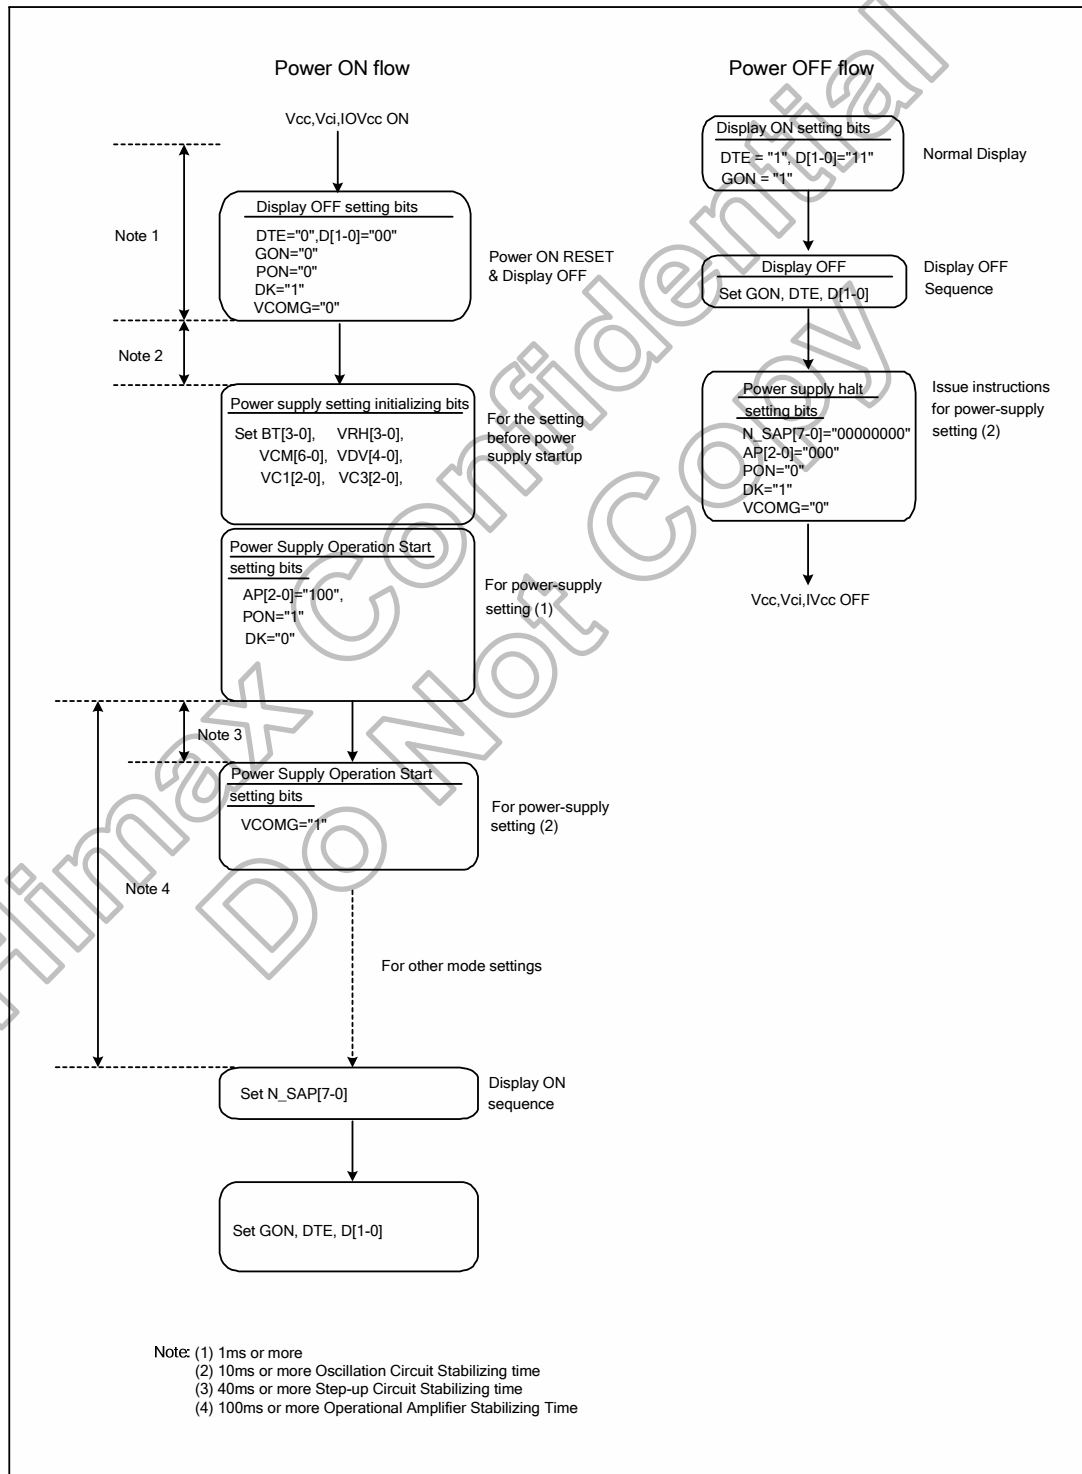 Power ON flow
Vcc,Vci,IOVcc ON
Note 1
Display OFF setting bits
DTE="0",D[1-0]="00"
GON="0"
PON="0"
DK="1"
VCOMG="0"
Power ON RESET
& Display OFF
Note 2
Power supply setting initializing bits
Set BT[3-0], VRH[3-0],
VCM[6-0], VDV[4-0],
VC1[2-0], VC3[2-0],
For the setting
before power
supply startup
Power Supply Operation Start
setting bits
AP[2-0]="100",
PON="1"
DK="0"
For power-supply
setting (1)
Note 3
Power Supply Operation Start
setting bits
VCOMG="1"
For power-supply
setting (2)
Note 4
For other mode settings
Set N_SAP[7-0]
Display ON
sequence
Set GON, DTE, D[1-0]
Power OFF flow
Display ON setting bits
DTE = "1", D[1-0]="11"
GON = "1"
Normal Display
Display OFF
Set GON, DTE, D[1-0]
Display OFF
Sequence
Power supply halt
setting bits
N_SAP[7-0]="00000000"
AP[2-0]="000"
PON="0"
DK="1"
VCOMG="0"
Issue instructions
for power-supply
setting (2)
Vcc,Vci,IVcc OFF
Note: (1) 1ms or more
(2) 10ms or more Oscillation Circuit Stabilizing time
(3) 40ms or more Step-up Circuit Stabilizing time
(4) 100ms or more Operational Amplifier Stabilizing Time
Himax Confidential
Do Not Copy